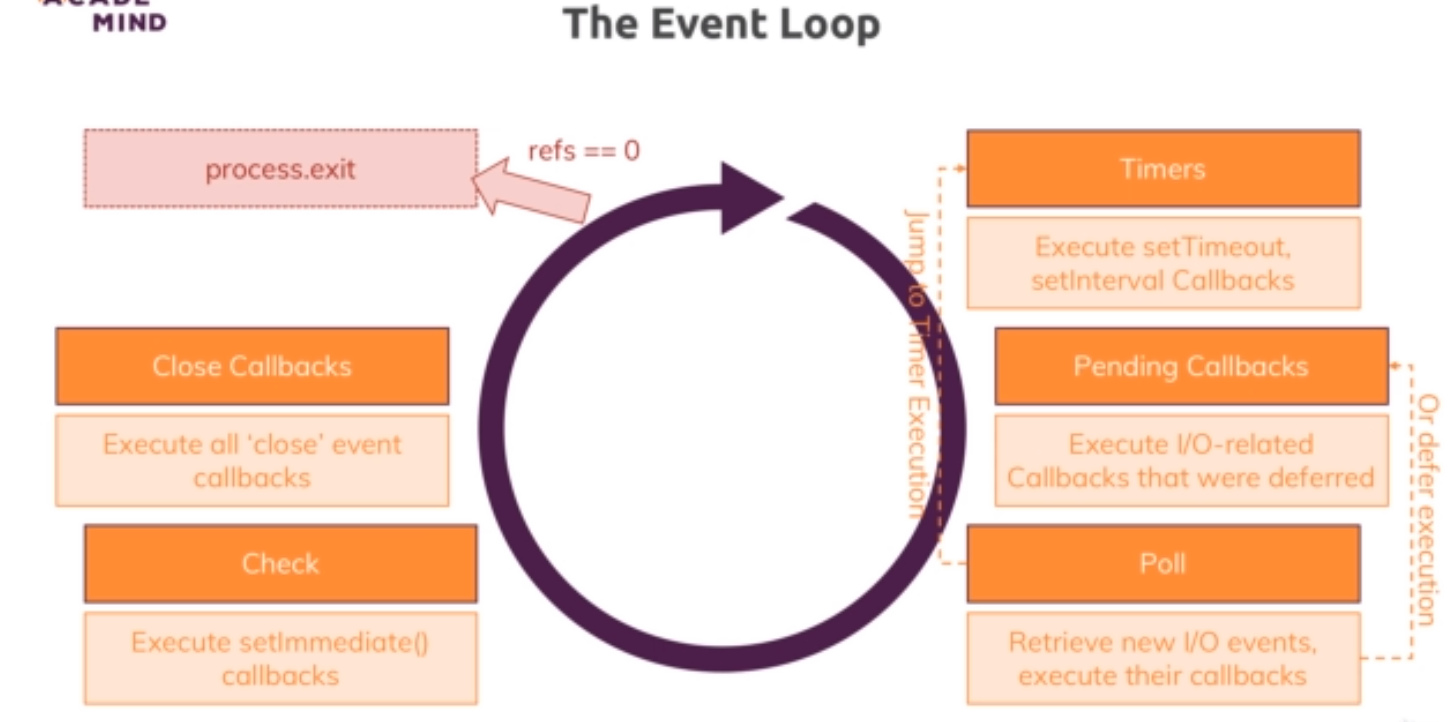 ACADE
MIND
The Event Loop
process.exit
refs == 0
Timers
Execute setTimeout,
setInterval Callbacks
Jump to Timer Execution
Close Callbacks
Execute all ‘close’ event
callbacks
Pending Callbacks
Execute I/O-related
Callbacks that were deferred
Or defer execution
Check
Execute setImmediate()
callbacks
Poll
Retrieve new I/O events,
execute their callbacks